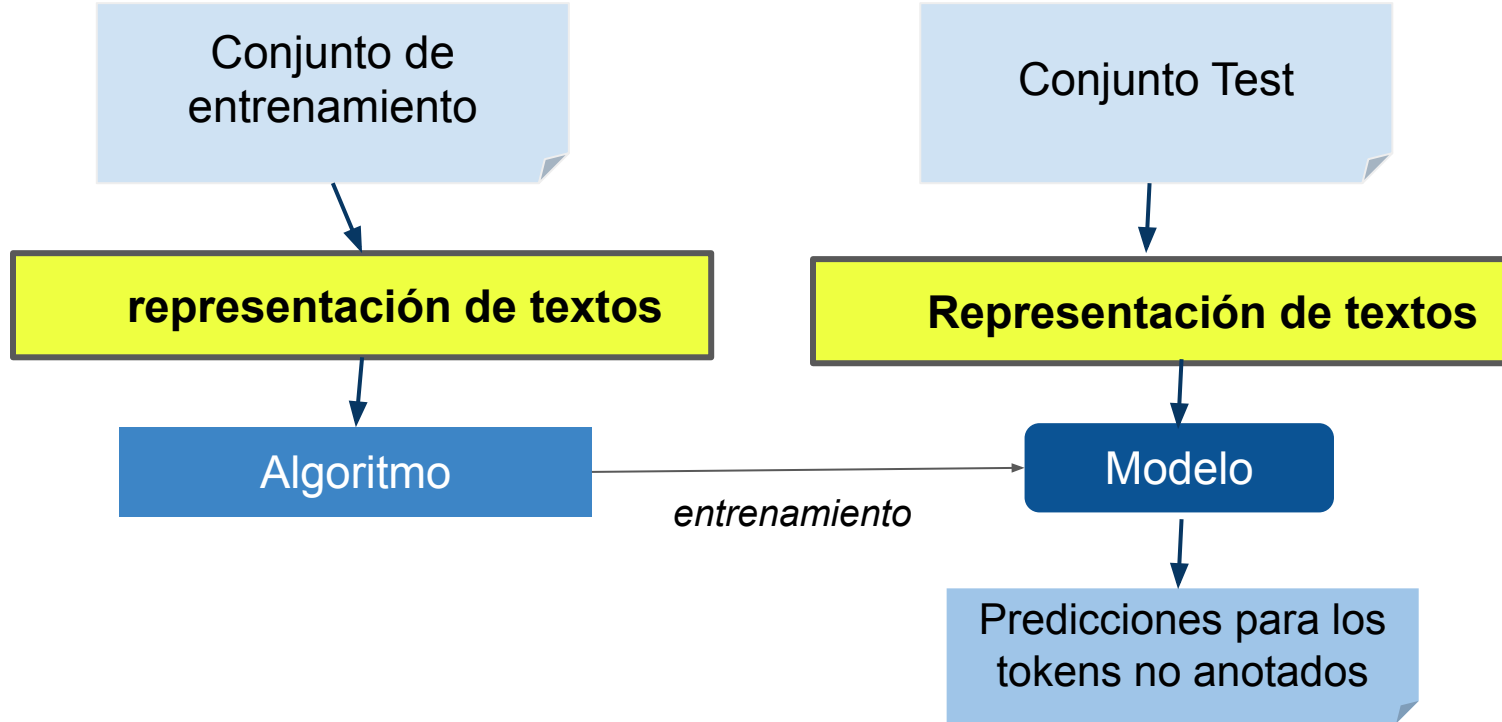 Conjunto de
entrenamiento
Conjunto Test
representación de textos
Representación de textos
Algoritmo
entrenamiento
Modelo
Predicciones para los
tokens no anotados